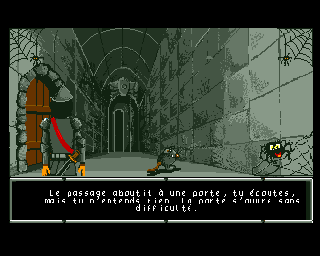 Le passage aboutit à une porte, tu écoutes,
mais tu n'entends rien. La porte s'ouvre sans
difficulté.